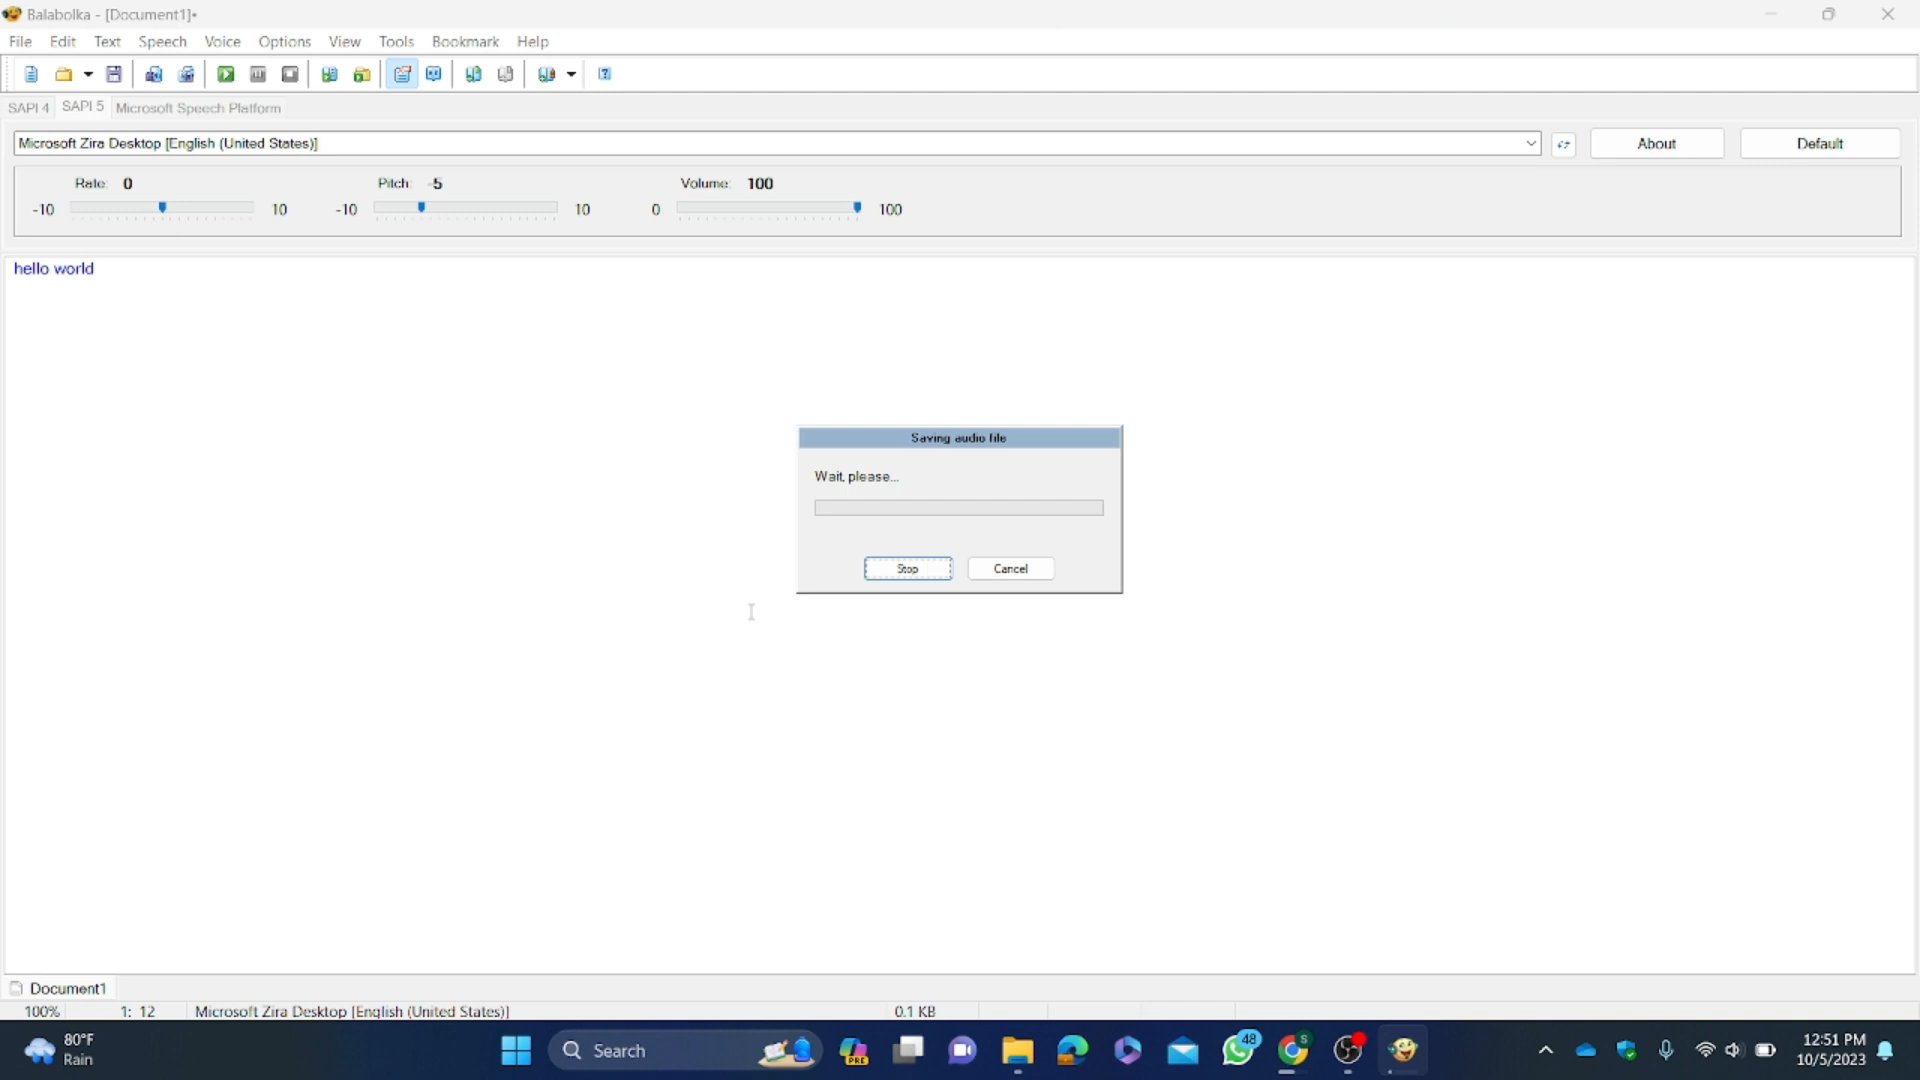 Balabolka - [Document1]*
File Edit Text Speech Voice Options View Tools Bookmark Help
SAPI 4 SAPI 5 Microsoft Speech Platform
Microsoft Zira Desktop [English (United States)] About Default
Rate: 0 Pitch: -5 Volume: 100
-10 10 -10 10 0 100
hello world
Saving audio file
Wait, please...
Stop Cancel
Document1
100% 1: 12 Microsoft Zira Desktop [English (United States)] 0.1 KB
80°F
Rain
Search
PRE
48
S
12:51 PM
10/5/2023